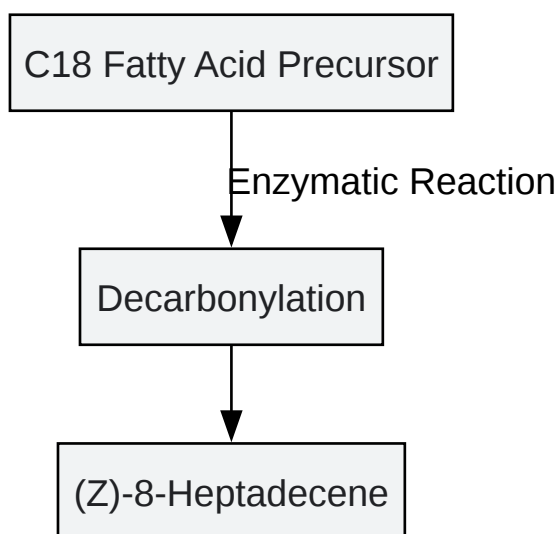 C18 Fatty Acid Precursor
Enzymatic Reaction
Decarbonylation
(Z)-8-Heptadecene